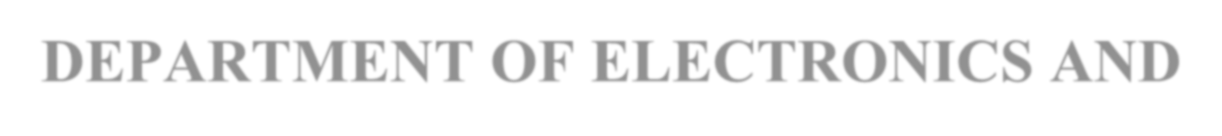 DEPARTMENT OF ELECTRONICS AND